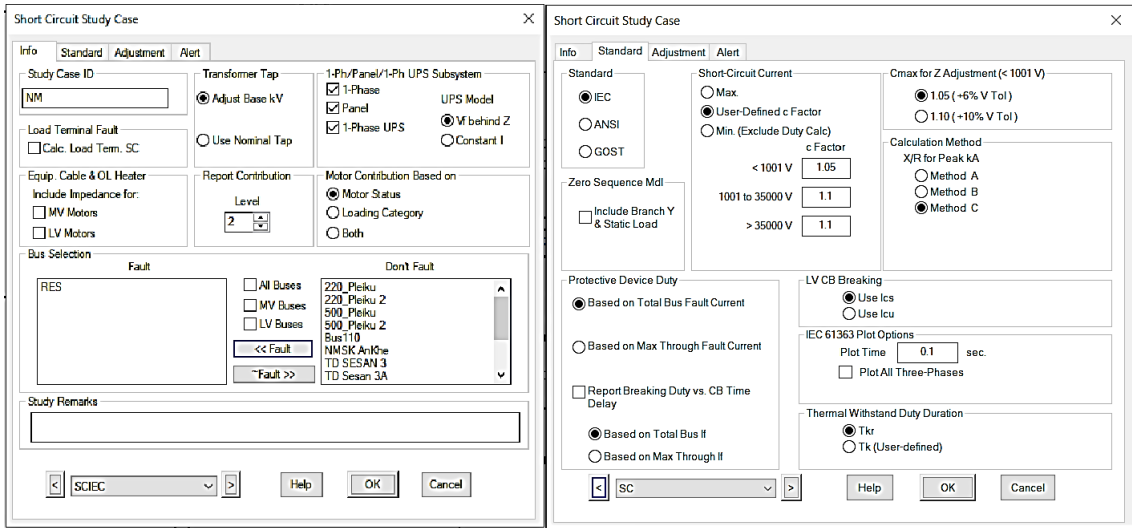 Short Circuit Study Case
Info
Standard
Adjustment
Alert
Study Case ID
NM
Transformer Tap
Adjust Base kV
Use Nominal Tap
1-Ph/Panel/1-Ph UPS Subsystem
1-Phase
Panel
1-Phase UPS
UPS Model
Vf behind Z
Constant I
Load Terminal Fault
Calc. Load Term. SC
Equip. Cable & OL Heater
Include Impedance for:
MV Motors
LV Motors
Report Contribution
Level
2
Motor Contribution Based on
Motor Status
Loading Category
Both
Bus Selection
Fault
RES
All Buses
MV Buses
LV Buses
<< Fault
~Fault >>
Don't Fault
220_Pleiku
220_Pleiku 2
500_Pleiku
500_Pleiku 2
Bus110
NMSK AnKhe
TD SESAN 3
TD Sesan 3A
Study Remarks
<
SCIEC
>
Help
OK
Cancel
Short Circuit Study Case
Info
Standard
Adjustment
Alert
Standard
IEC
ANSI
GOST
Short-Circuit Current
Max.
User-Defined c Factor
Min. (Exclude Duty Calc)
c Factor
< 1001 V 1.05
1001 to 35000 V 1.1
> 35000 V 1.1
Cmax for Z Adjustment (< 1001 V)
1.05 ( +6% V Tol )
1.10 ( +10% V Tol )
Calculation Method
X/R for Peak kA
Method A
Method B
Method C
Zero Sequence Mdl
Include Branch Y
& Static Load
Protective Device Duty
Based on Total Bus Fault Current
Based on Max Through Fault Current
Report Breaking Duty vs. CB Time
Delay
Based on Total Bus If
Based on Max Through If
LV CB Breaking
Use Ics
Use Icu
IEC 61363 Plot Options
Plot Time 0.1 sec.
Plot All Three-Phases
Thermal Withstand Duty Duration
Tkr
Tk (User-defined)
<
SC
>
Help
OK
Cancel